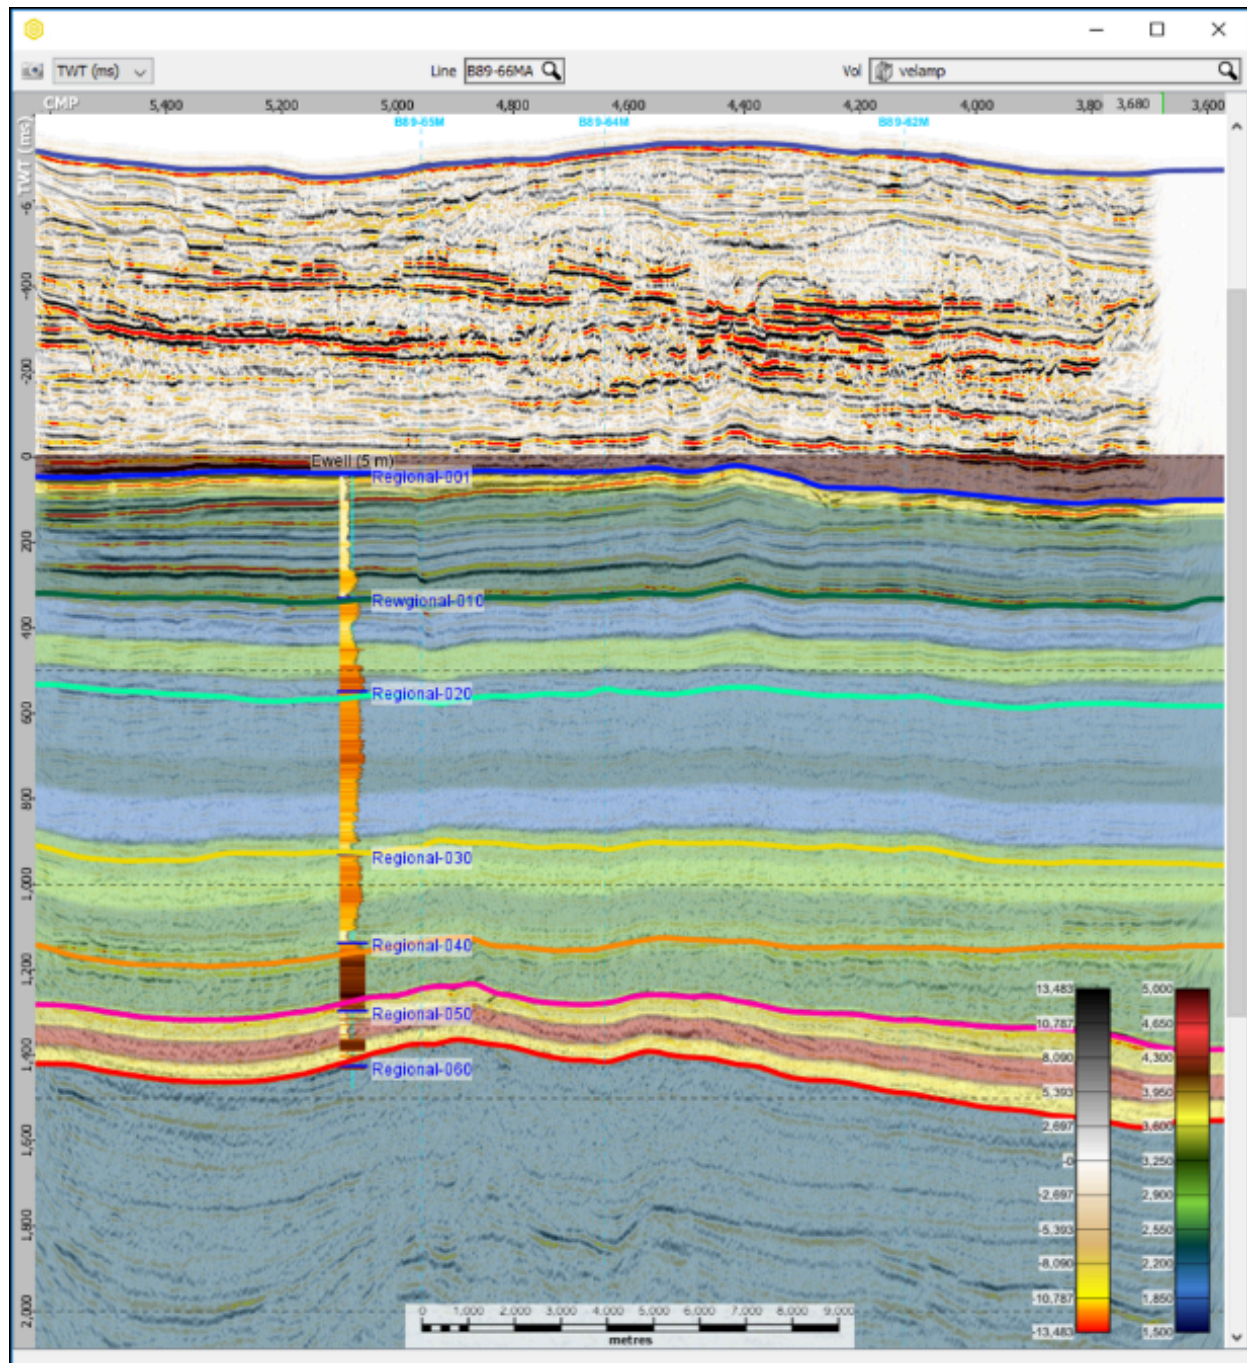 TWT (ms)
Line B89-66MA
Vol velamp
CMP 5,400 5,200 5,000 4,800 4,600 4,400 4,200 4,000 3,80 3,680 3,600
B89-65M B89-64M B89-62M
TWT (ms)
-6
-400
-200
0
Ewell (5 m)
Regional-001
200
Rewgional-010
400
Regional-020
600
800
Regional-030
1,000
Regional-040
1,200
Regional-050
1,400
Regional-060
1,600
1,800
2,000
13,483 5,000
10,787 4,650
8,090 4,300
5,393 3,950
2,697 3,600
-0 3,250
-2,697 2,900
-5,393 2,550
-8,090 2,200
-10,787 1,850
-13,483 1,500
0 1,000 2,000 3,000 4,000 5,000 6,000 7,000 8,000 9,000
metres